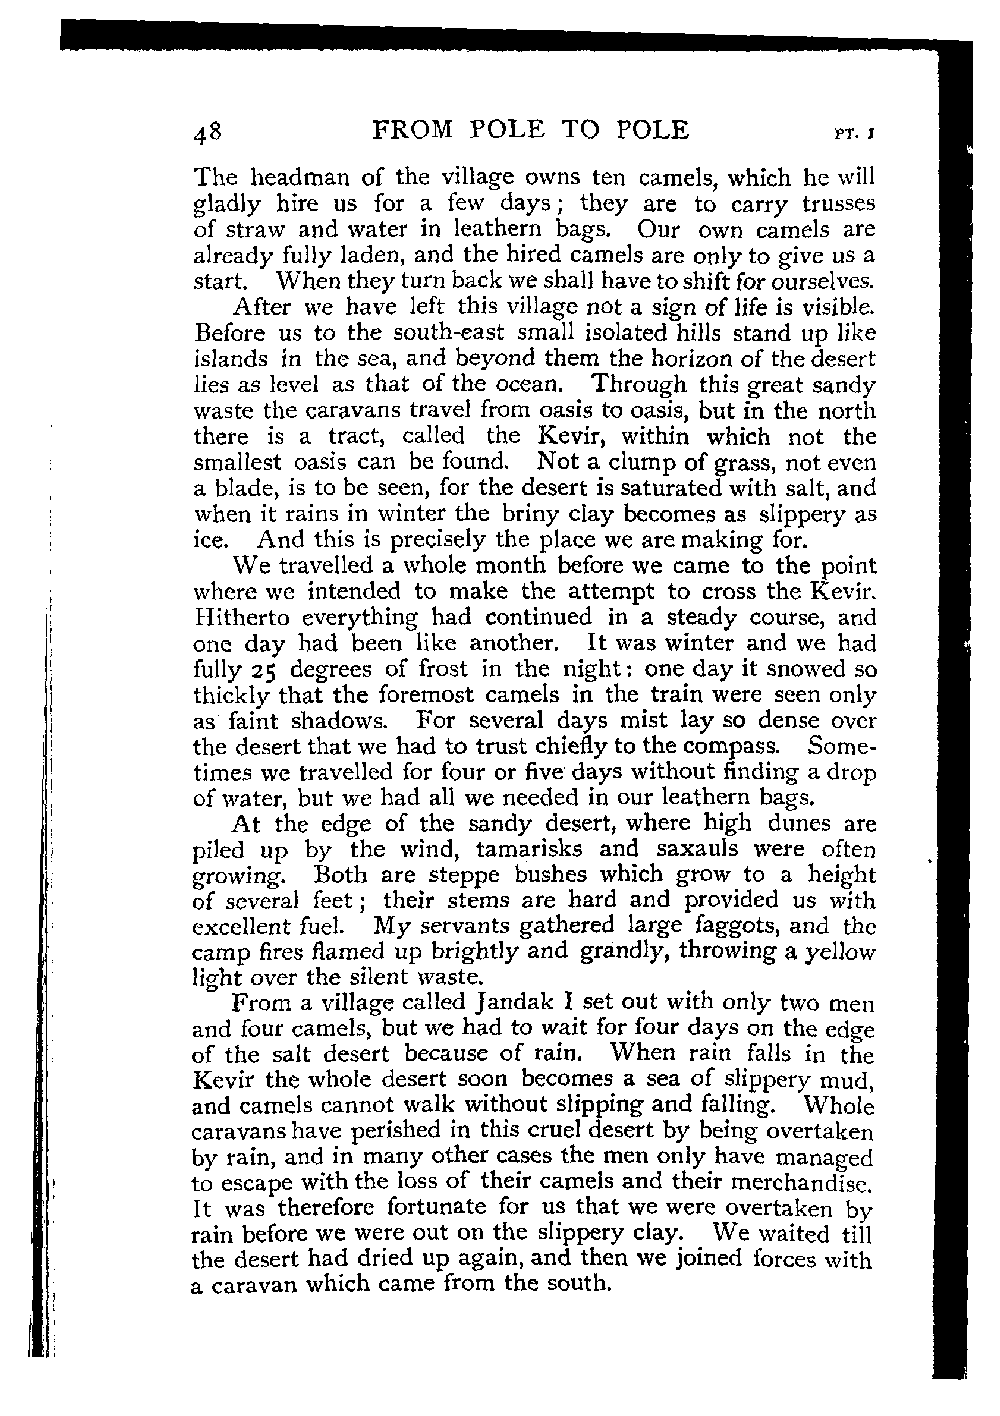 48 FROM POLE TO POLE PT. I
The headman of the village owns ten camels, which he will
gladly hire us for a few days; they are to carry trusses
of straw and water in leathern bags. Our own camels are
already fully laden, and the hired camels are only to give us a
start. When they turn back we shall have to shift for ourselves.
After we have left this village not a sign of life is visible.
Before us to the south-east small isolated hills stand up like
islands in the sea, and beyond them the horizon of the desert
lies as level as that of the ocean. Through this great sandy
waste the caravans travel from oasis to oasis, but in the north
there is a tract, called the Kevir, within which not the
smallest oasis can be found. Not a clump of grass, not even
a blade, is to be seen, for the desert is saturated with salt, and
when it rains in winter the briny clay becomes as slippery as
ice. And this is precisely the place we are making for.
We travelled a whole month before we came to the point
where we intended to make the attempt to cross the Kevir.
Hitherto everything had continued in a steady course, and
one day had been like another. It was winter and we had
fully 25 degrees of frost in the night: one day it snowed so
thickly that the foremost camels in the train were seen only
as faint shadows. For several days mist lay so dense over
the desert that we had to trust chiefly to the compass. Some-
times we travelled for four or five days without finding a drop
of water, but we had all we needed in our leathern bags.
At the edge of the sandy desert, where high dunes are
piled up by the wind, tamarisks and saxauls were often
growing. Both are steppe bushes which grow to a height
of several feet; their stems are hard and provided us with
excellent fuel. My servants gathered large faggots, and the
camp fires flamed up brightly and grandly, throwing a yellow
light over the silent waste.
From a village called Jandak I set out with only two men
and four camels, but we had to wait for four days on the edge
of the salt desert because of rain. When rain falls in the
Kevir the whole desert soon becomes a sea of slippery mud,
and camels cannot walk without slipping and falling. Whole
caravans have perished in this cruel desert by being overtaken
by rain, and in many other cases the men only have managed
to escape with the loss of their camels and their merchandise.
It was therefore fortunate for us that we were overtaken by
rain before we were out on the slippery clay. We waited till
the desert had dried up again, and then we joined forces with
a caravan which came from the south.